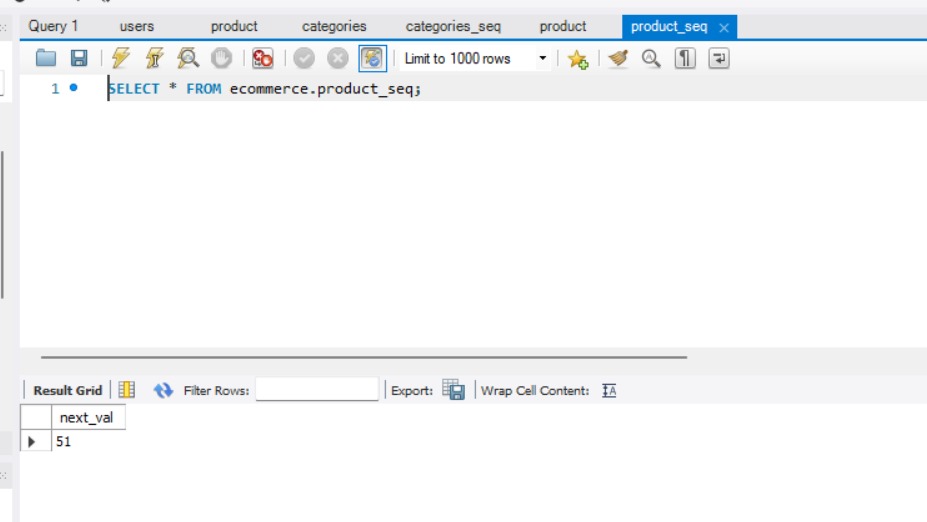 Query 1 users product categories categories_seq product product_seq
Limit to 1000 rows
1 SELECT * FROM ecommerce.product_seq;
Result Grid Filter Rows: Export: Wrap Cell Content:
next_val
51